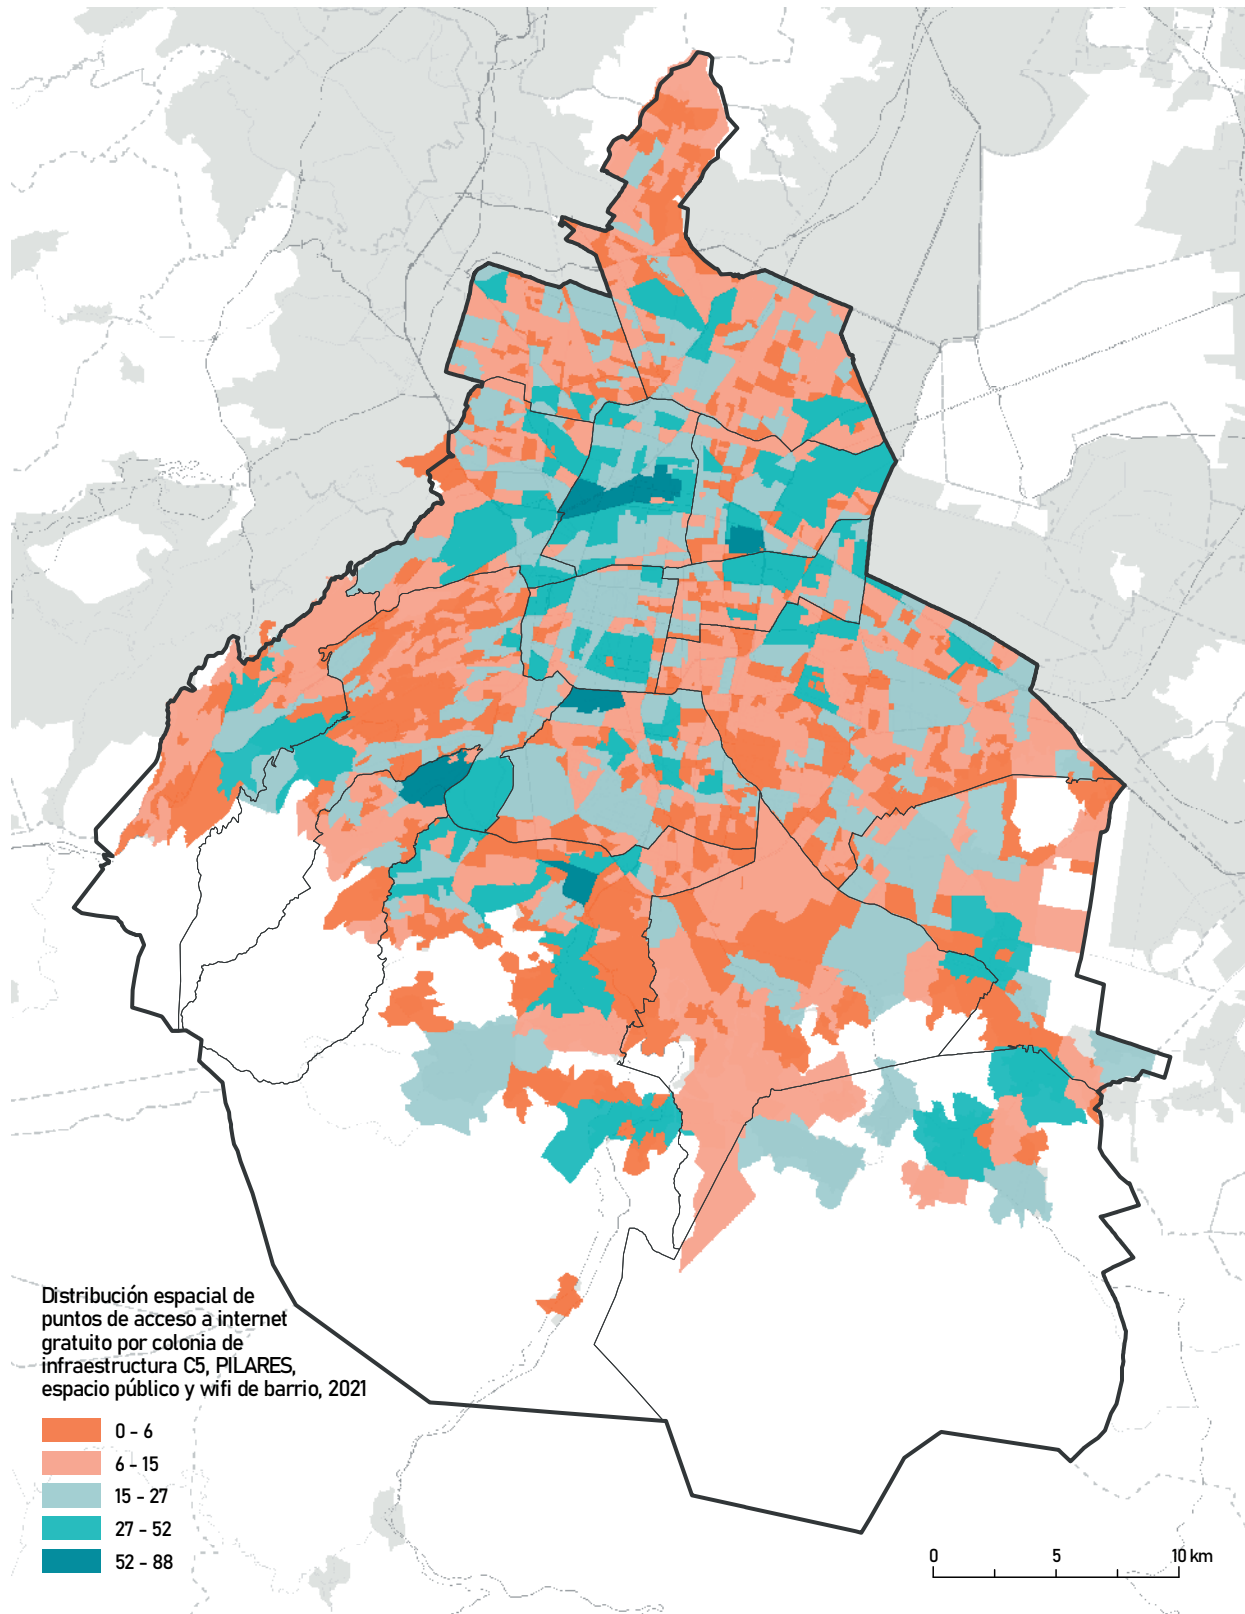 Distribución espacial de
puntos de acceso a internet
gratuito por colonia de
infraestructura C5, PILARES,
espacio público y wifi de barrio, 2021
0 - 6
6 - 15
15 - 27
27 - 52
52 - 88
0 5 10 km